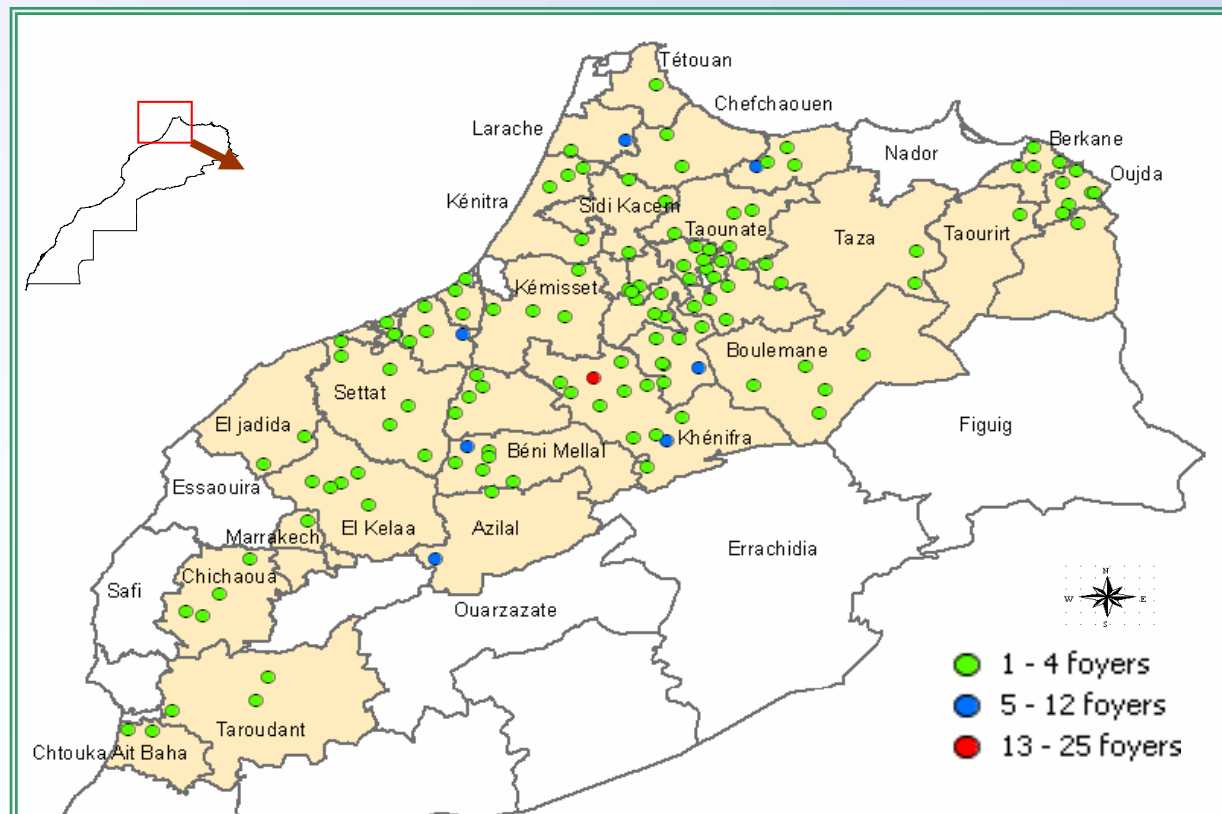 Tétouan
Chefchaouen
Larache
Berkane
Nador
Oujda
Kénitra
Sidi Kacem
Taounate
Taza
Taourirt
Kémisset
Boulemane
Settat
El jadida
Figuig
Khénifra
Béni Mellal
Essaouira
El Kelaa
Azilal
Marrakech
Errachidia
Chichaoua
Safi
Ouarzazate
N
W
E
S
1 - 4 foyers
5 - 12 foyers
13 - 25 foyers
Taroudant
Chtouka Ait Baha